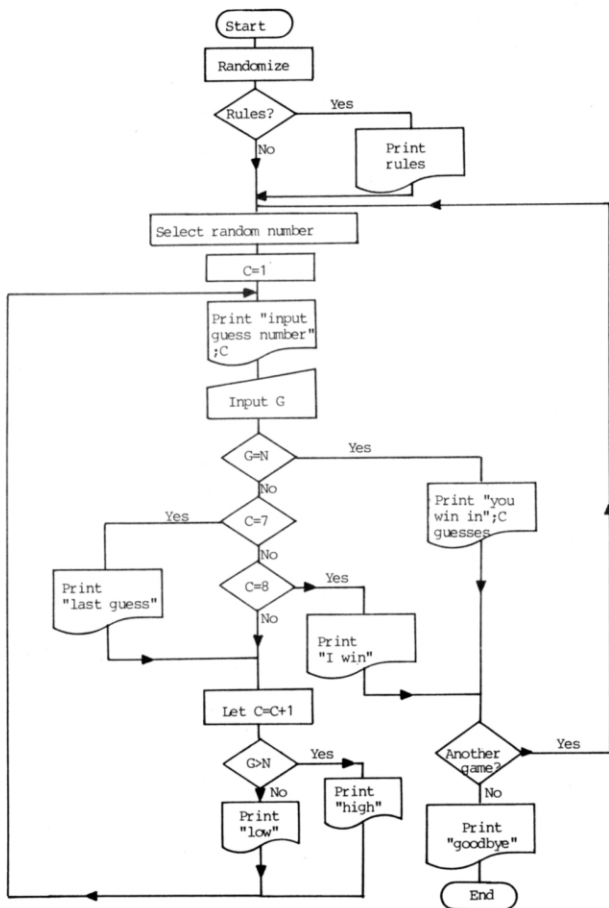 Start
Randomize
Rules?
Yes
No
Print
rules
Select random number
C=1
Print "input
guess number"
;C
Input G
G=N
Yes
No
Print "you
win in";C
guesses
C=7
Yes
No
Print
"last guess"
C=8
Yes
No
Print
"I win"
Let C=C+1
G>N
Yes
No
Print
"high"
Print
"low"
Another
game?
Yes
No
Print
"goodbye"
End